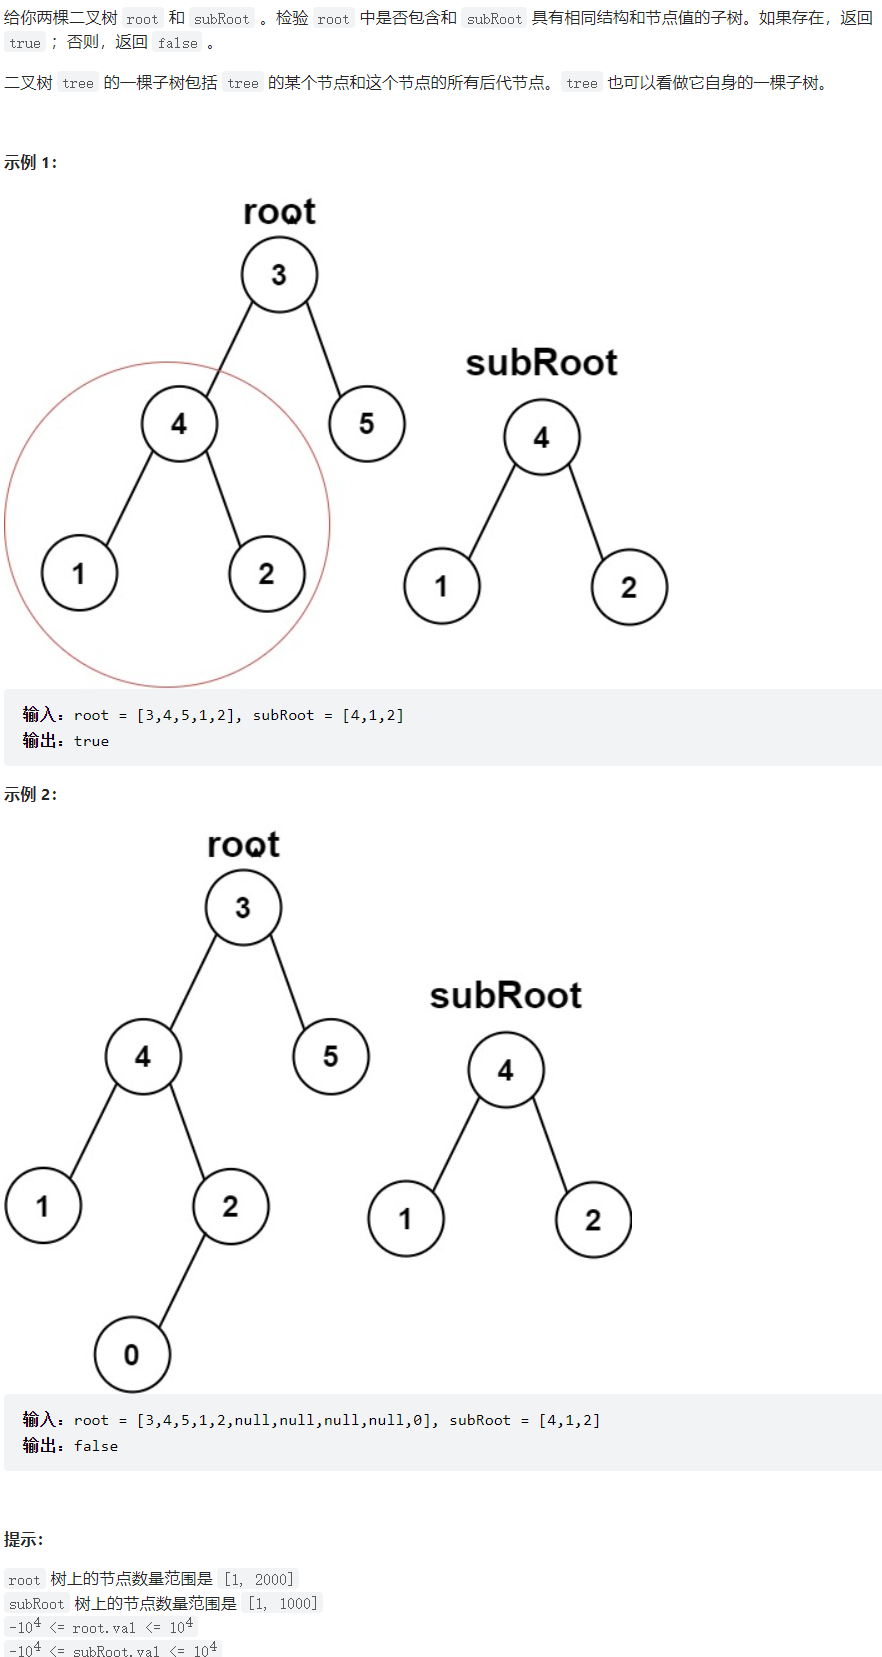 给你两棵二叉树 root 和 subRoot 。检验 root 中是否包含和 subRoot 具有相同结构和节点值的子树。如果存在，返回
true ；否则，返回 false 。
二叉树 tree 的一棵子树包括 tree 的某个节点和这个节点的所有后代节点。tree 也可以看做它自身的一棵子树。
示例 1：
root
3
subRoot
4
5
4
1
2
1
2
输入：root = [3,4,5,1,2], subRoot = [4,1,2]
输出：true
示例 2：
root
3
subRoot
4
5
4
1
2
1
2
0
输入：root = [3,4,5,1,2,null,null,null,null,0], subRoot = [4,1,2]
输出：false
提示：
root 树上的节点数量范围是 [1, 2000]
subRoot 树上的节点数量范围是 [1, 1000]
-10⁴ <= root.val <= 10⁴
-10⁴ <= subRoot.val <= 10⁴